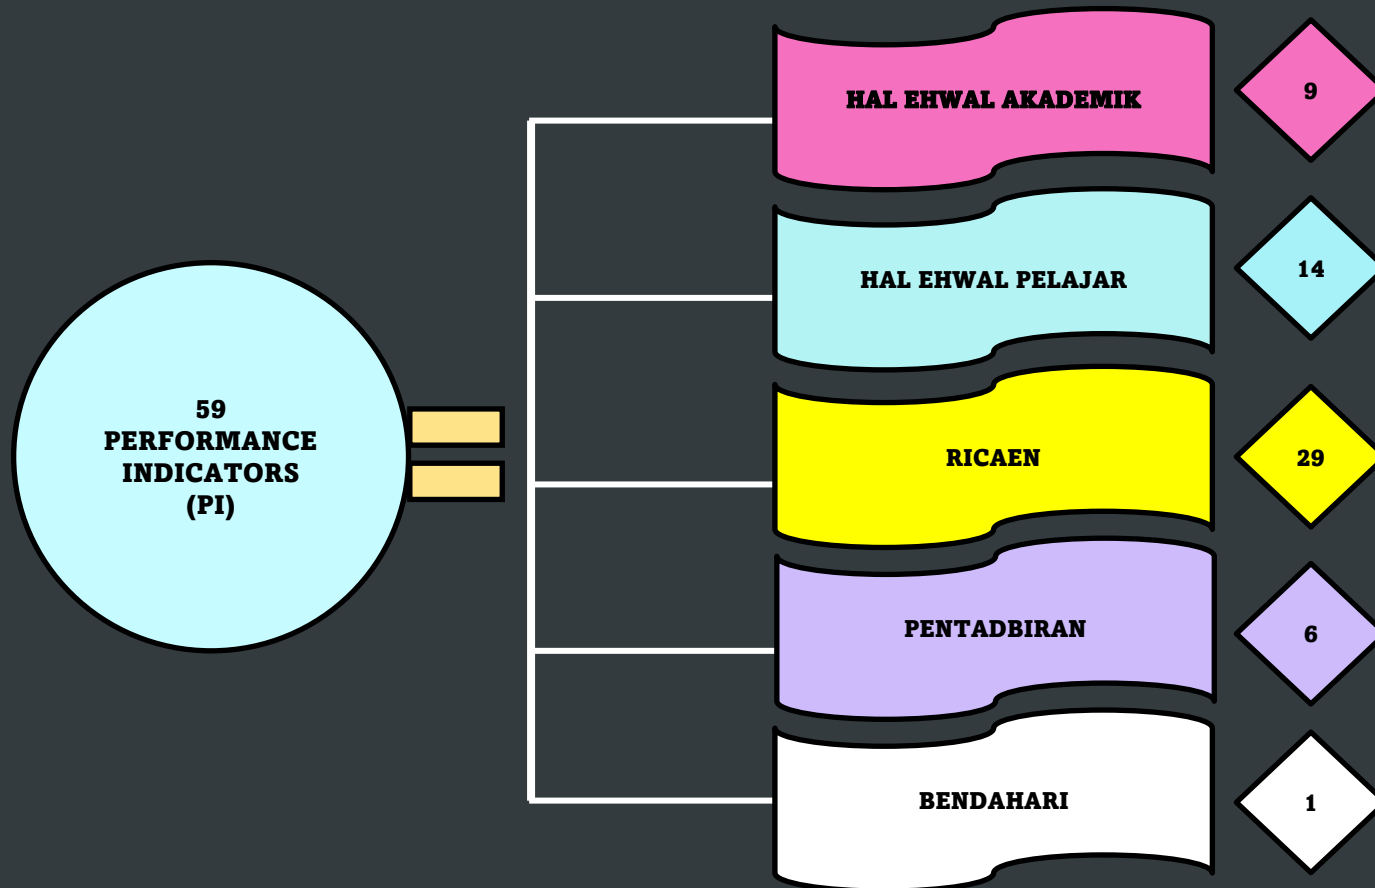 59
PERFORMANCE
INDICATORS
(PI)
HAL EHWAL AKADEMIK
9
HAL EHWAL PELAJAR
14
RICAEN
29
PENTADBIRAN
6
BENDAHARI
1